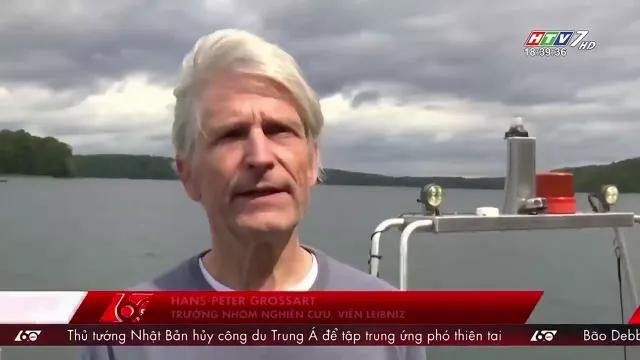 HTV7 HD
18:39:36
HANS-PETER GROSSART
TRƯỞNG NHÓM NGHIÊN CỨU, VIỆN LEIBNIZ
60
Thủ tướng Nhật Bản hủy công du Trung Á để tập trung ứng phó thiên tai
Bão Debb